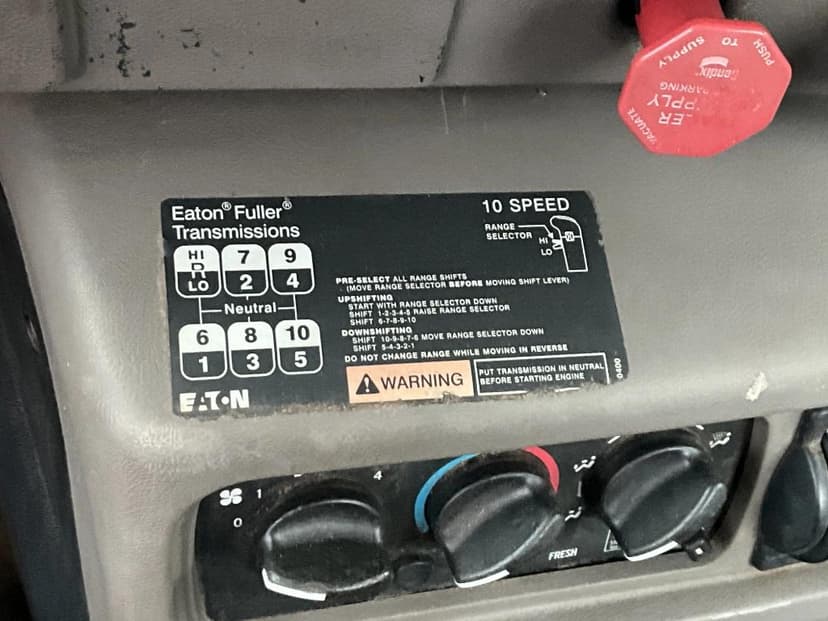 PUSH TO SUPPLY
Bendix
PARKING
VACUATE
Eaton® Fuller®
Transmissions
10 SPEED
RANGE
SELECTOR
HI
LO
HI 7 9
R
LO 2 4
Neutral
6 8 10
1 3 5
PRE-SELECT ALL RANGE SHIFTS
(MOVE RANGE SELECTOR BEFORE MOVING SHIFT LEVER)
UPSHIFTING
START WITH RANGE SELECTOR DOWN
SHIFT 1-2-3-4-5 RAISE RANGE SELECTOR
SHIFT 6-7-8-9-10
DOWNSHIFTING
SHIFT 10-9-8-7-6 MOVE RANGE SELECTOR DOWN
SHIFT 5-4-3-2-1
DO NOT CHANGE RANGE WHILE MOVING IN REVERSE
WARNING
PUT TRANSMISSION IN NEUTRAL
BEFORE STARTING ENGINE
0400
EATON
0 1 4
FRESH